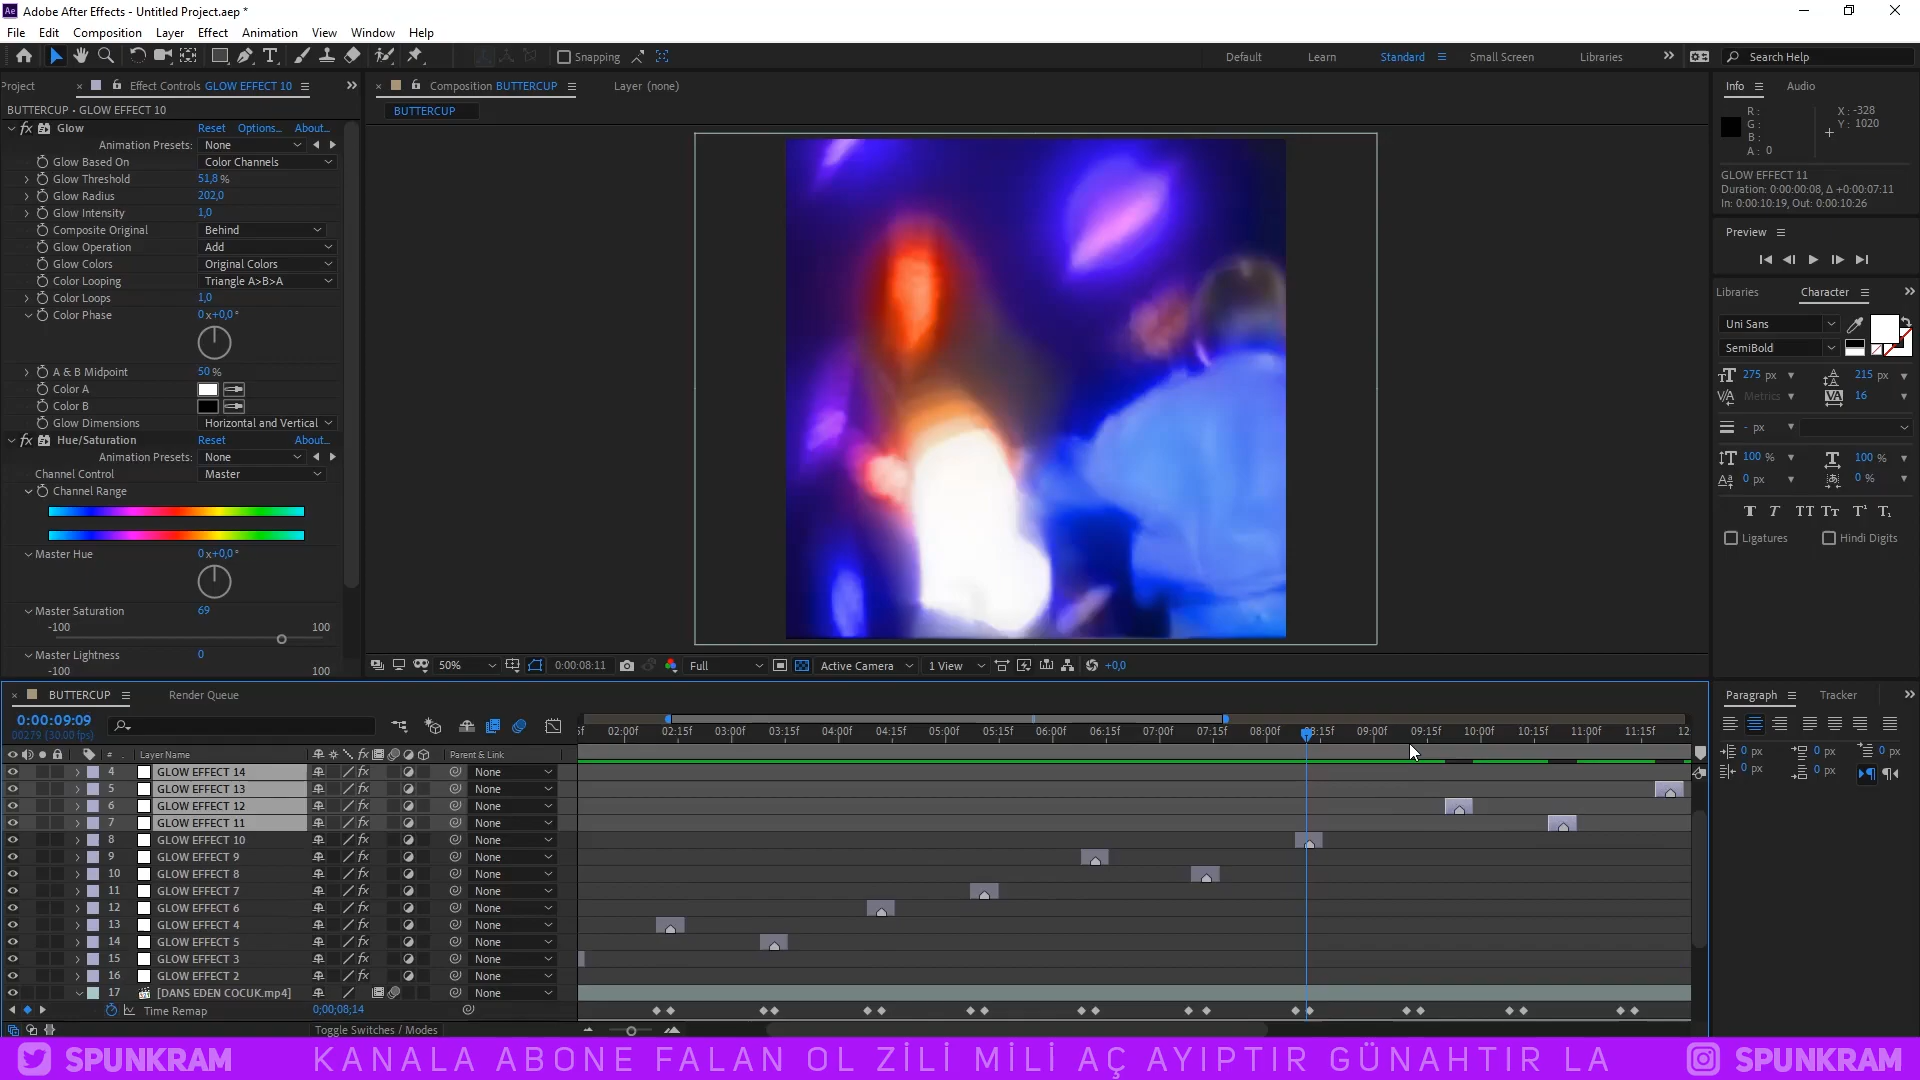 Adobe After Effects - Untitled Project.aep *
File Edit Composition Layer Effect Animation View Window Help
Snapping
Default Learn Standard Small Screen Libraries Search Help
Project Effect Controls GLOW EFFECT 10
BUTTERCUP • GLOW EFFECT 10
fx Glow Reset Options... About...
Animation Presets: None
Glow Based On Color Channels
Glow Threshold 51,8 %
Glow Radius 202,0
Glow Intensity 1,0
Composite Original Behind
Glow Operation Add
Glow Colors Original Colors
Color Looping Triangle A>B>A
Color Loops 1,0
Color Phase 0x+0,0°
A & B Midpoint 50 %
Color A
Color B
Glow Dimensions Horizontal and Vertical
fx Hue/Saturation Reset About...
Animation Presets: None
Channel Control Master
Channel Range
Master Hue 0x+0,0°
Master Saturation 69
-100 100
Master Lightness 0
-100 100
Composition BUTTERCUP Layer (none)
BUTTERCUP
50% 0:00:08:11 Full Active Camera 1 View +0,0
Info Audio
R : X : -328
G : Y : 1020
B :
A : 0
GLOW EFFECT 11
Duration: 0:00:00:08, Δ +0:00:07:11
In: 0:00:10:19, Out: 0:00:10:26
Preview
Libraries Character
Uni Sans
SemiBold
275 px 215 px
Metrics 16
- px
100 % 100 %
0 px 0 %
Ligatures Hindi Digits
BUTTERCUP Render Queue
0:00:09:09
00279 (30.00 fps)
02:00f 02:15f 03:00f 03:15f 04:00f 04:15f 05:00f 05:15f 06:00f 06:15f 07:00f 07:15f 08:00f 08:15f 09:00f 09:15f 10:00f 10:15f 11:00f 11:15f 12
# Layer Name Parent & Link
4 GLOW EFFECT 14 None
5 GLOW EFFECT 13 None
6 GLOW EFFECT 12 None
7 GLOW EFFECT 11 None
8 GLOW EFFECT 10 None
9 GLOW EFFECT 9 None
10 GLOW EFFECT 8 None
11 GLOW EFFECT 7 None
12 GLOW EFFECT 6 None
13 GLOW EFFECT 4 None
14 GLOW EFFECT 5 None
15 GLOW EFFECT 3 None
16 GLOW EFFECT 2 None
17 [DANS EDEN COCUK.mp4] None
Time Remap 0;00;08;14
Toggle Switches / Modes
Paragraph Tracker
0 px 0 px 0 px
0 px 0 px
SPUNKRAM KANALA ABONE FALAN OL ZİLİ MİLİ AÇ AYIPTIR GÜNAHTIR LA SPUNKRAM